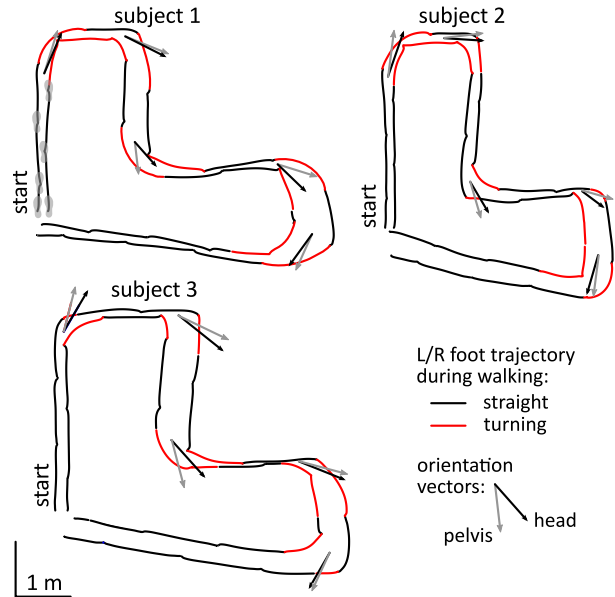 subject 1
subject 2
start
start
subject 3
start
L/R foot trajectory
during walking:
straight
turning
orientation
vectors:
head
pelvis
1 m